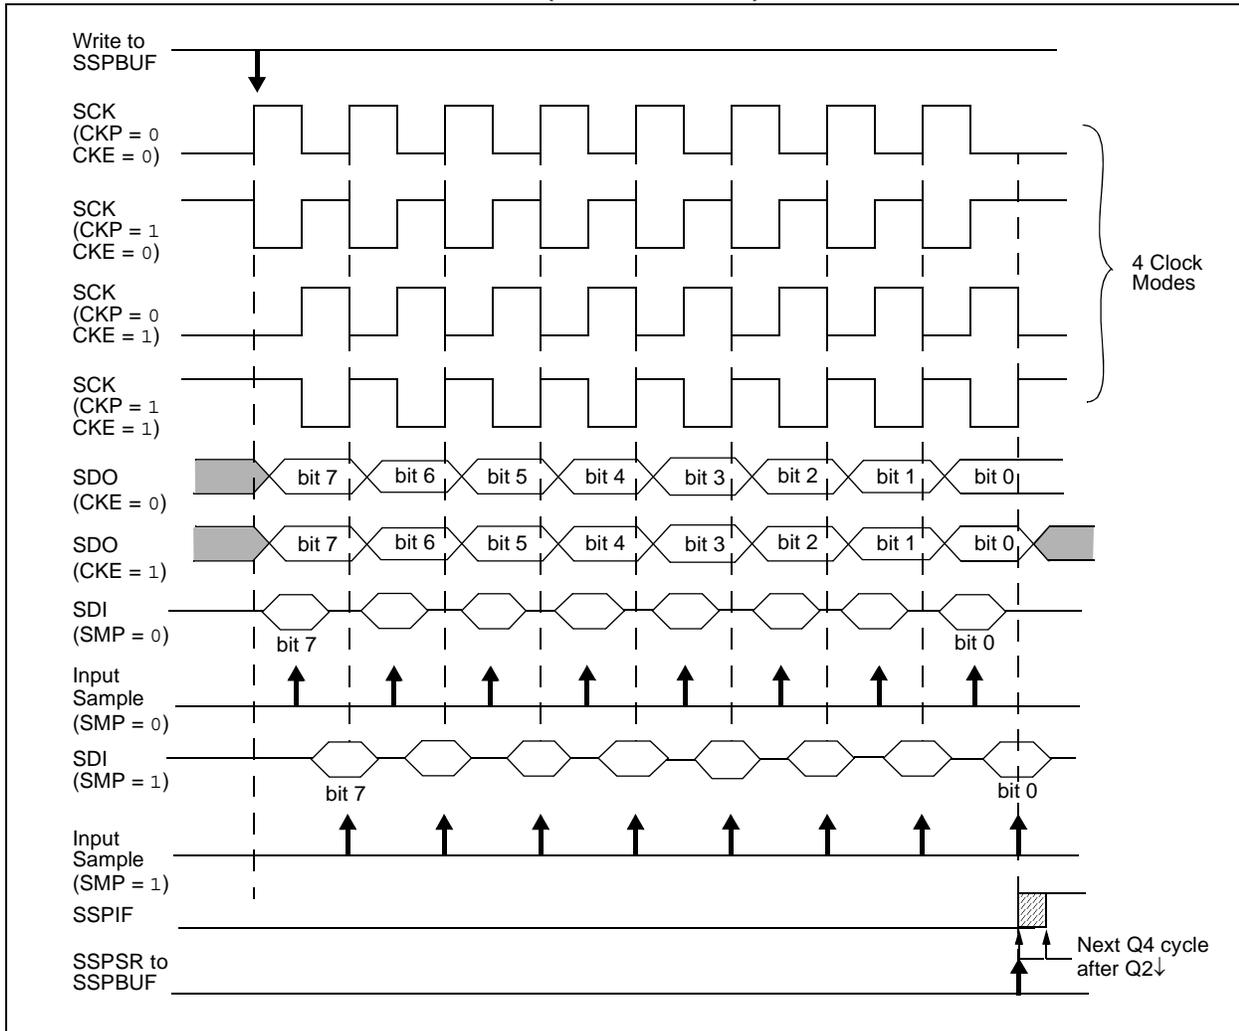 Write to
SSPBUF
SCK
(CKP = 0
CKE = 0)
SCK
(CKP = 1
CKE = 0)
SCK
(CKP = 0
CKE = 1)
SCK
(CKP = 1
CKE = 1)
4 Clock
Modes
SDO
(CKE = 0)
bit 7 bit 6 bit 5 bit 4 bit 3 bit 2 bit 1 bit 0
SDO
(CKE = 1)
bit 7 bit 6 bit 5 bit 4 bit 3 bit 2 bit 1 bit 0
SDI
(SMP = 0)
bit 7 bit 0
Input
Sample
(SMP = 0)
SDI
(SMP = 1)
bit 7 bit 0
Input
Sample
(SMP = 1)
SSPIF
Next Q4 cycle
after Q2↓
SSPSR to
SSPBUF